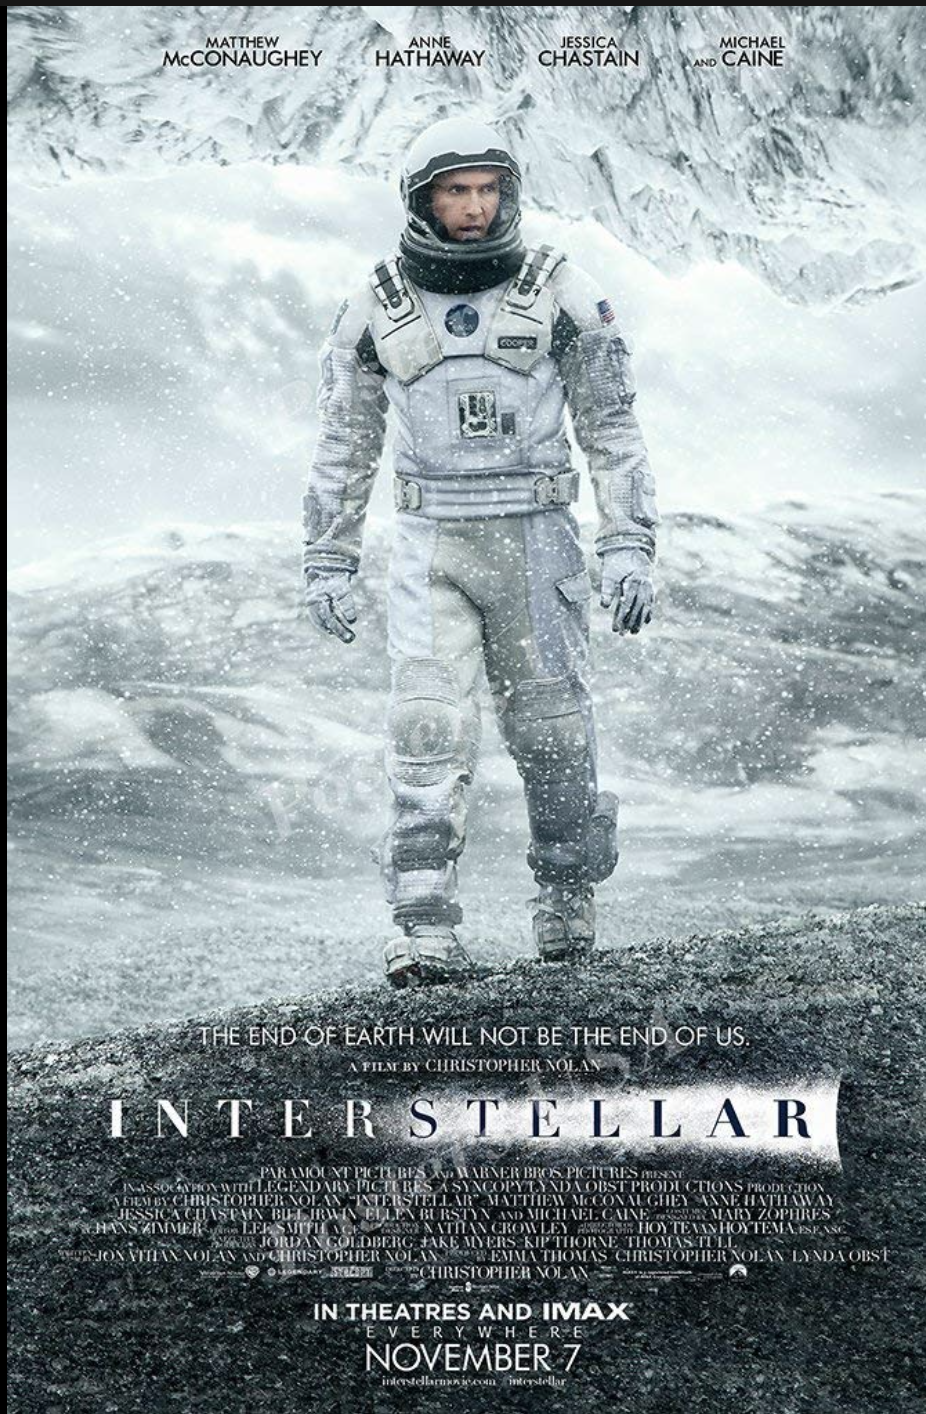 MATTHEW McCONAUGHEY
ANNE HATHAWAY
JESSICA CHASTAIN
AND MICHAEL CAINE
COOPER
THE END OF EARTH WILL NOT BE THE END OF US.
A FILM BY CHRISTOPHER NOLAN
INTERSTELLAR
PARAMOUNT PICTURES AND WARNER BROS. PICTURES PRESENT
IN ASSOCIATION WITH LEGENDARY PICTURES A SYNCOPY/LYNDA OBST PRODUCTIONS PRODUCTION
A FILM BY CHRISTOPHER NOLAN "INTERSTELLAR" MATTHEW McCONAUGHEY ANNE HATHAWAY
JESSICA CHASTAIN BILL IRWIN ELLEN BURSTYN AND MICHAEL CAINE MARY ZOPHRES
HANS ZIMMER LEE SMITH NATHAN CROWLEY HOYTE VAN HOYTEMA
JORDAN GOLDBERG JAKE MYERS KIP THORNE THOMAS TULL
JONATHAN NOLAN AND CHRISTOPHER NOLAN EMMA THOMAS CHRISTOPHER NOLAN LYNDA OBST
LEGENDARY SYNCOPY CHRISTOPHER NOLAN
IN THEATRES AND IMAX
EVERYWHERE
NOVEMBER 7
interstellarmovie.com interstellar